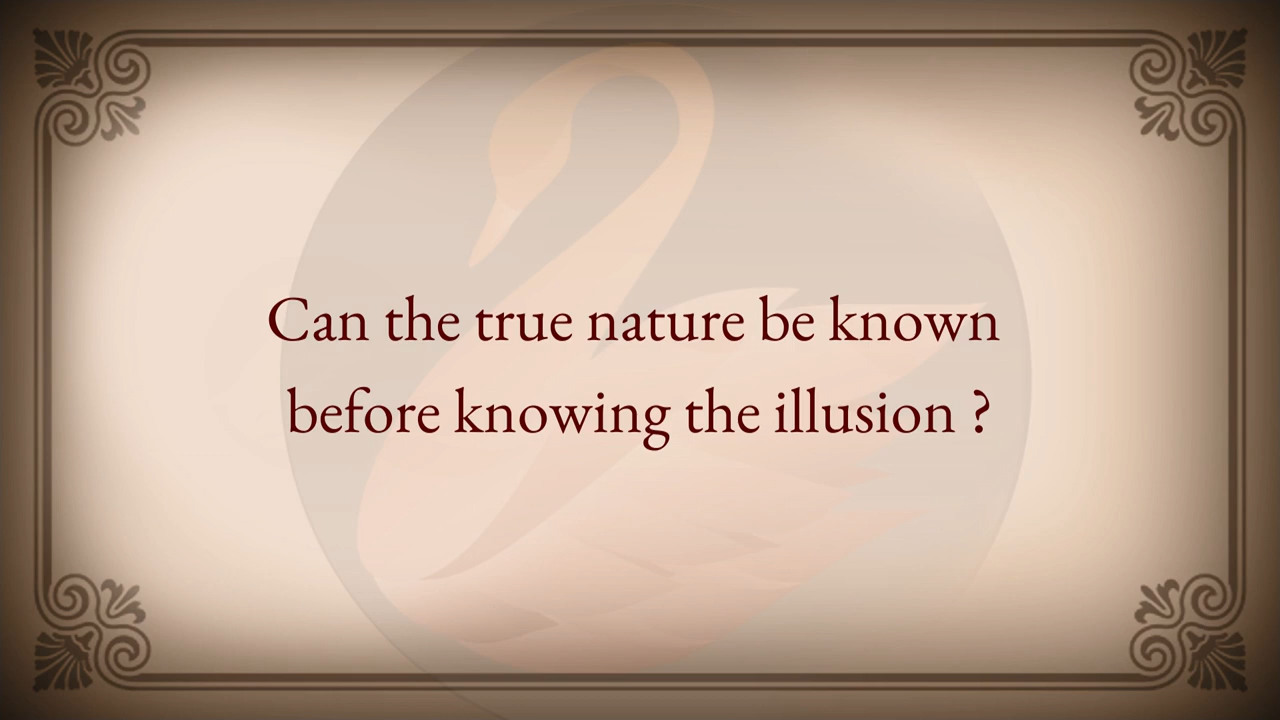 Can the true nature be known
before knowing the illusion ?